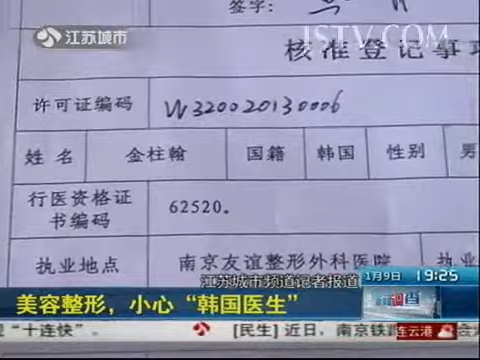 签字：
JSTV.COM
江苏城市
核准登记事项
许可证编码 W320020130006
姓名 金柱翰 国籍 韩国 性别 男
行医资格证书编码 62520。
执业地点 南京友谊整形外科医院 执业
江苏城市频道记者报道
1月9日 19:25
美容整形，小心“韩国医生”
“十连快”。 [民生] 近日，南京铁 连云港